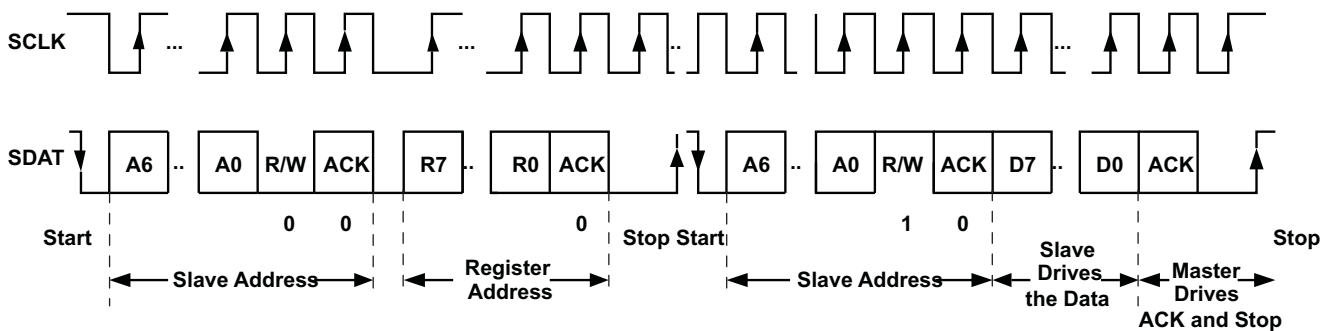 SCLK ... ... .. ...
SDAT A6 .. A0 R/W ACK R7 .. R0 ACK A6 .. A0 R/W ACK D7 .. D0 ACK
0 0 0 1 0
Start Stop Start Stop
Slave Address
Register
Address
Slave Address
Slave
Drives
the Data
Master
Drives
ACK and Stop